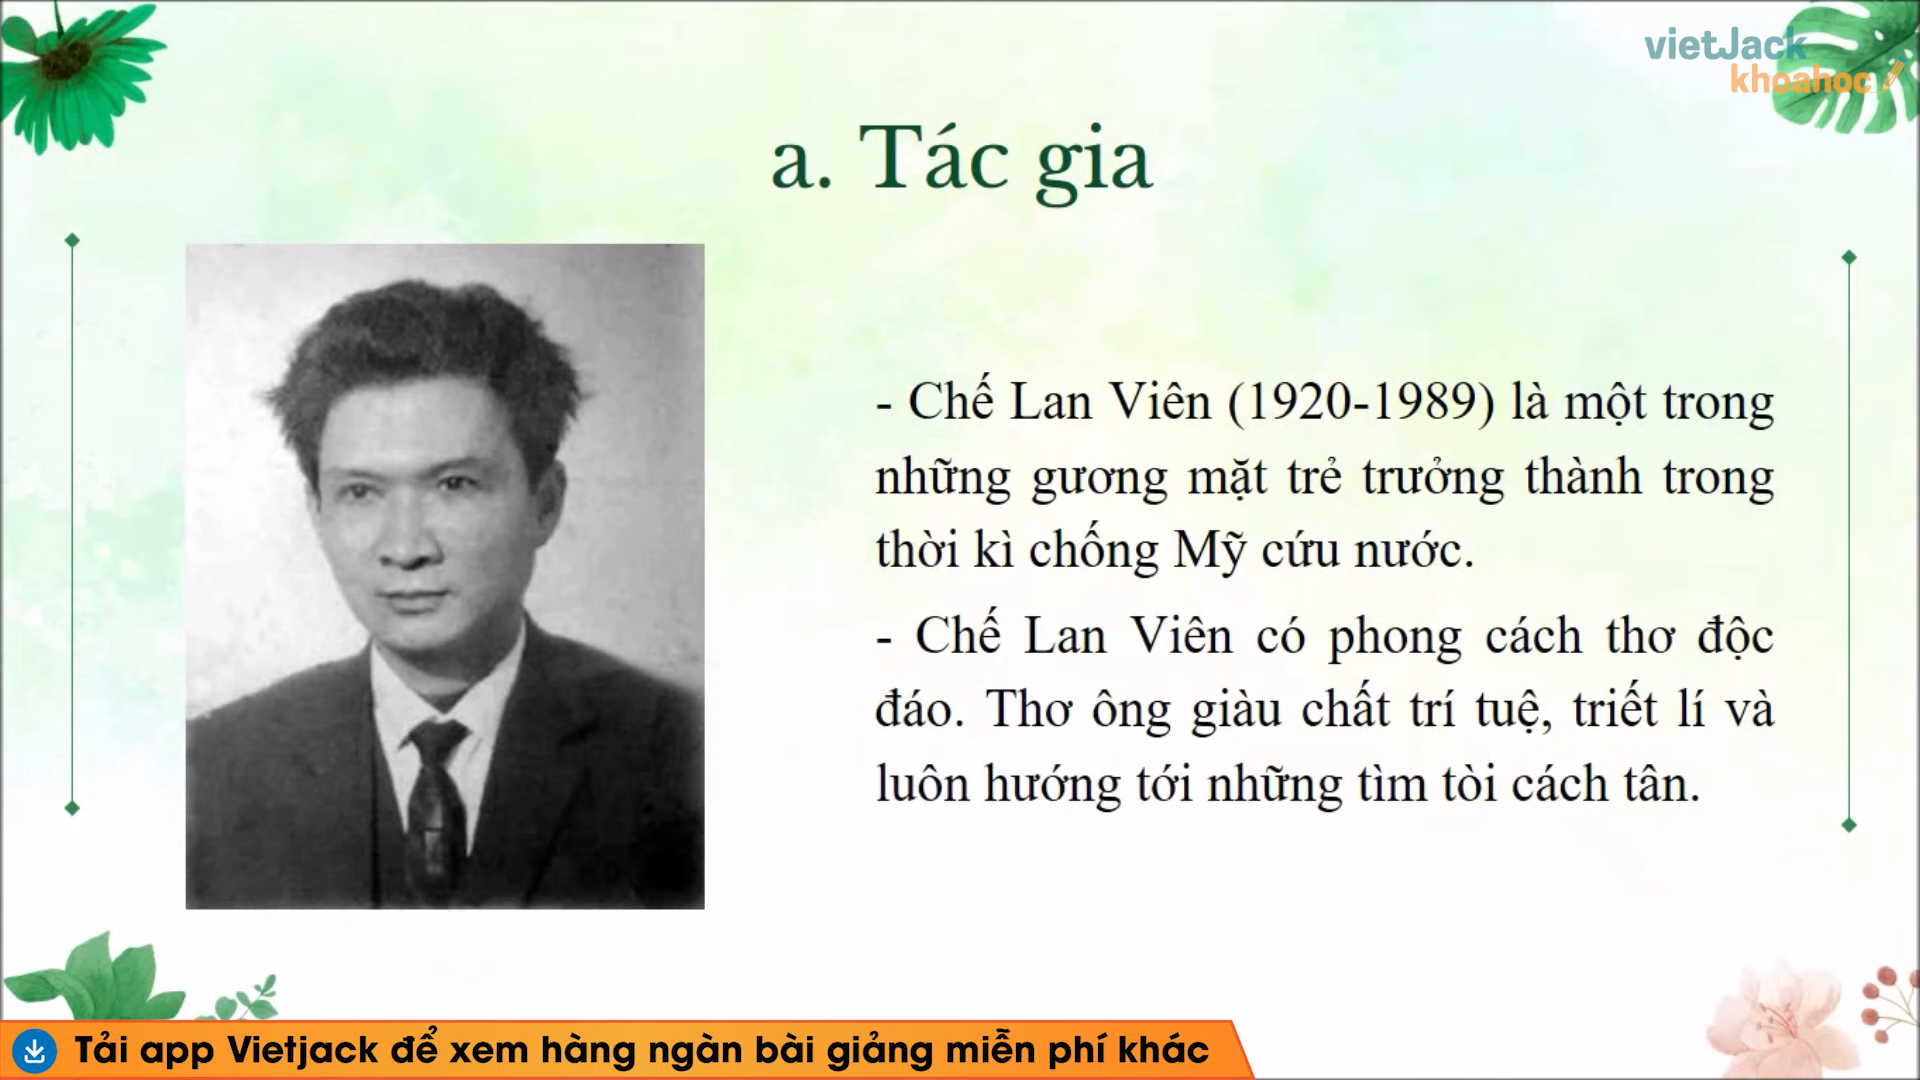 vietJack
khoahoc
a. Tác gia
- Chế Lan Viên (1920-1989) là một trong
những gương mặt trẻ trưởng thành trong
thời kì chống Mỹ cứu nước.
- Chế Lan Viên có phong cách thơ độc
đáo. Thơ ông giàu chất trí tuệ, triết lí và
luôn hướng tới những tìm tòi cách tân.
Tải app Vietjack để xem hàng ngàn bài giảng miễn phí khác